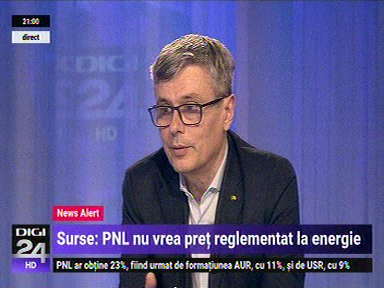 21:00
direct
DIGI
24
HD
News Alert
Surse: PNL nu vrea preț reglementat la energie
DIGI
24
HD
PNL ar obține 23%, fiind urmat de formațiunea AUR, cu 11%, și de USR, cu 9%